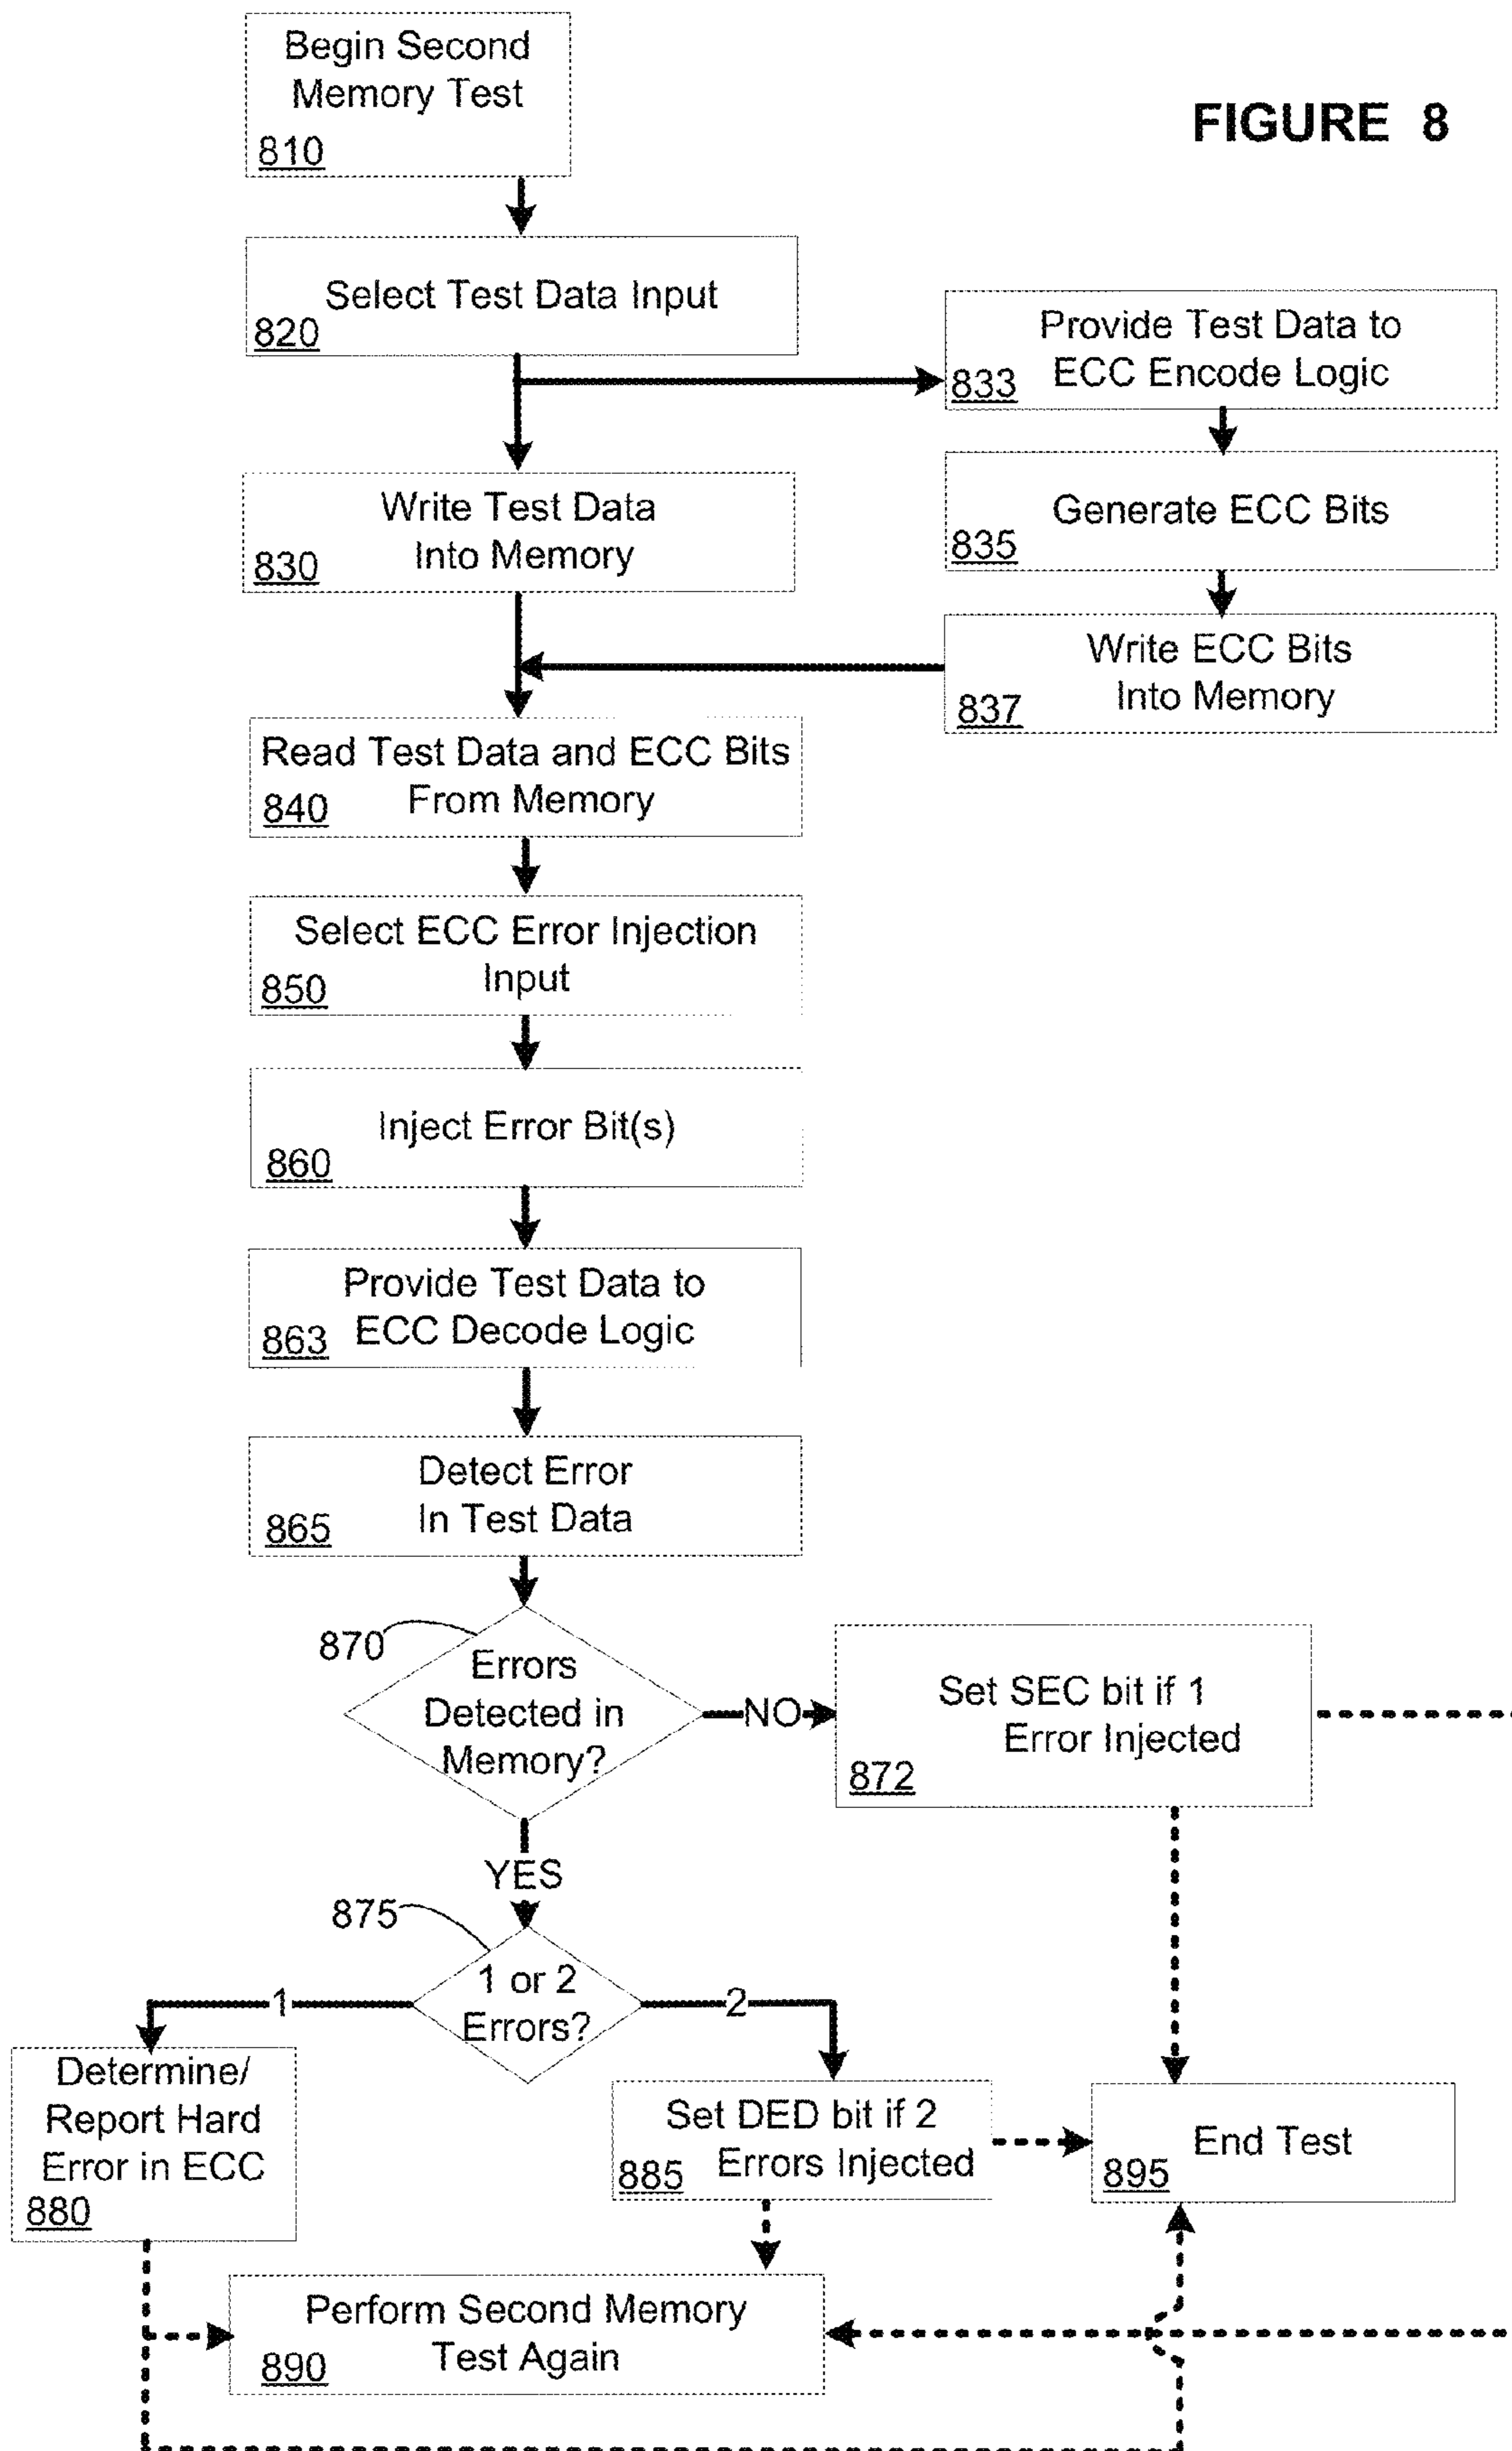 FIGURE 8
Begin Second
Memory Test
810
Select Test Data Input
820
Provide Test Data to
ECC Encode Logic
833
Write Test Data
Into Memory
830
Generate ECC Bits
835
Write ECC Bits
Into Memory
837
Read Test Data and ECC Bits
From Memory
840
Select ECC Error Injection
Input
850
Inject Error Bit(s)
860
Provide Test Data to
ECC Decode Logic
863
Detect Error
In Test Data
865
870
Errors
Detected in
Memory?
NO
Set SEC bit if 1
Error Injected
872
YES
875
1 or 2
Errors?
1
2
Determine/
Report Hard
Error in ECC
880
Set DED bit if 2
Errors Injected
885
End Test
895
Perform Second Memory
Test Again
890